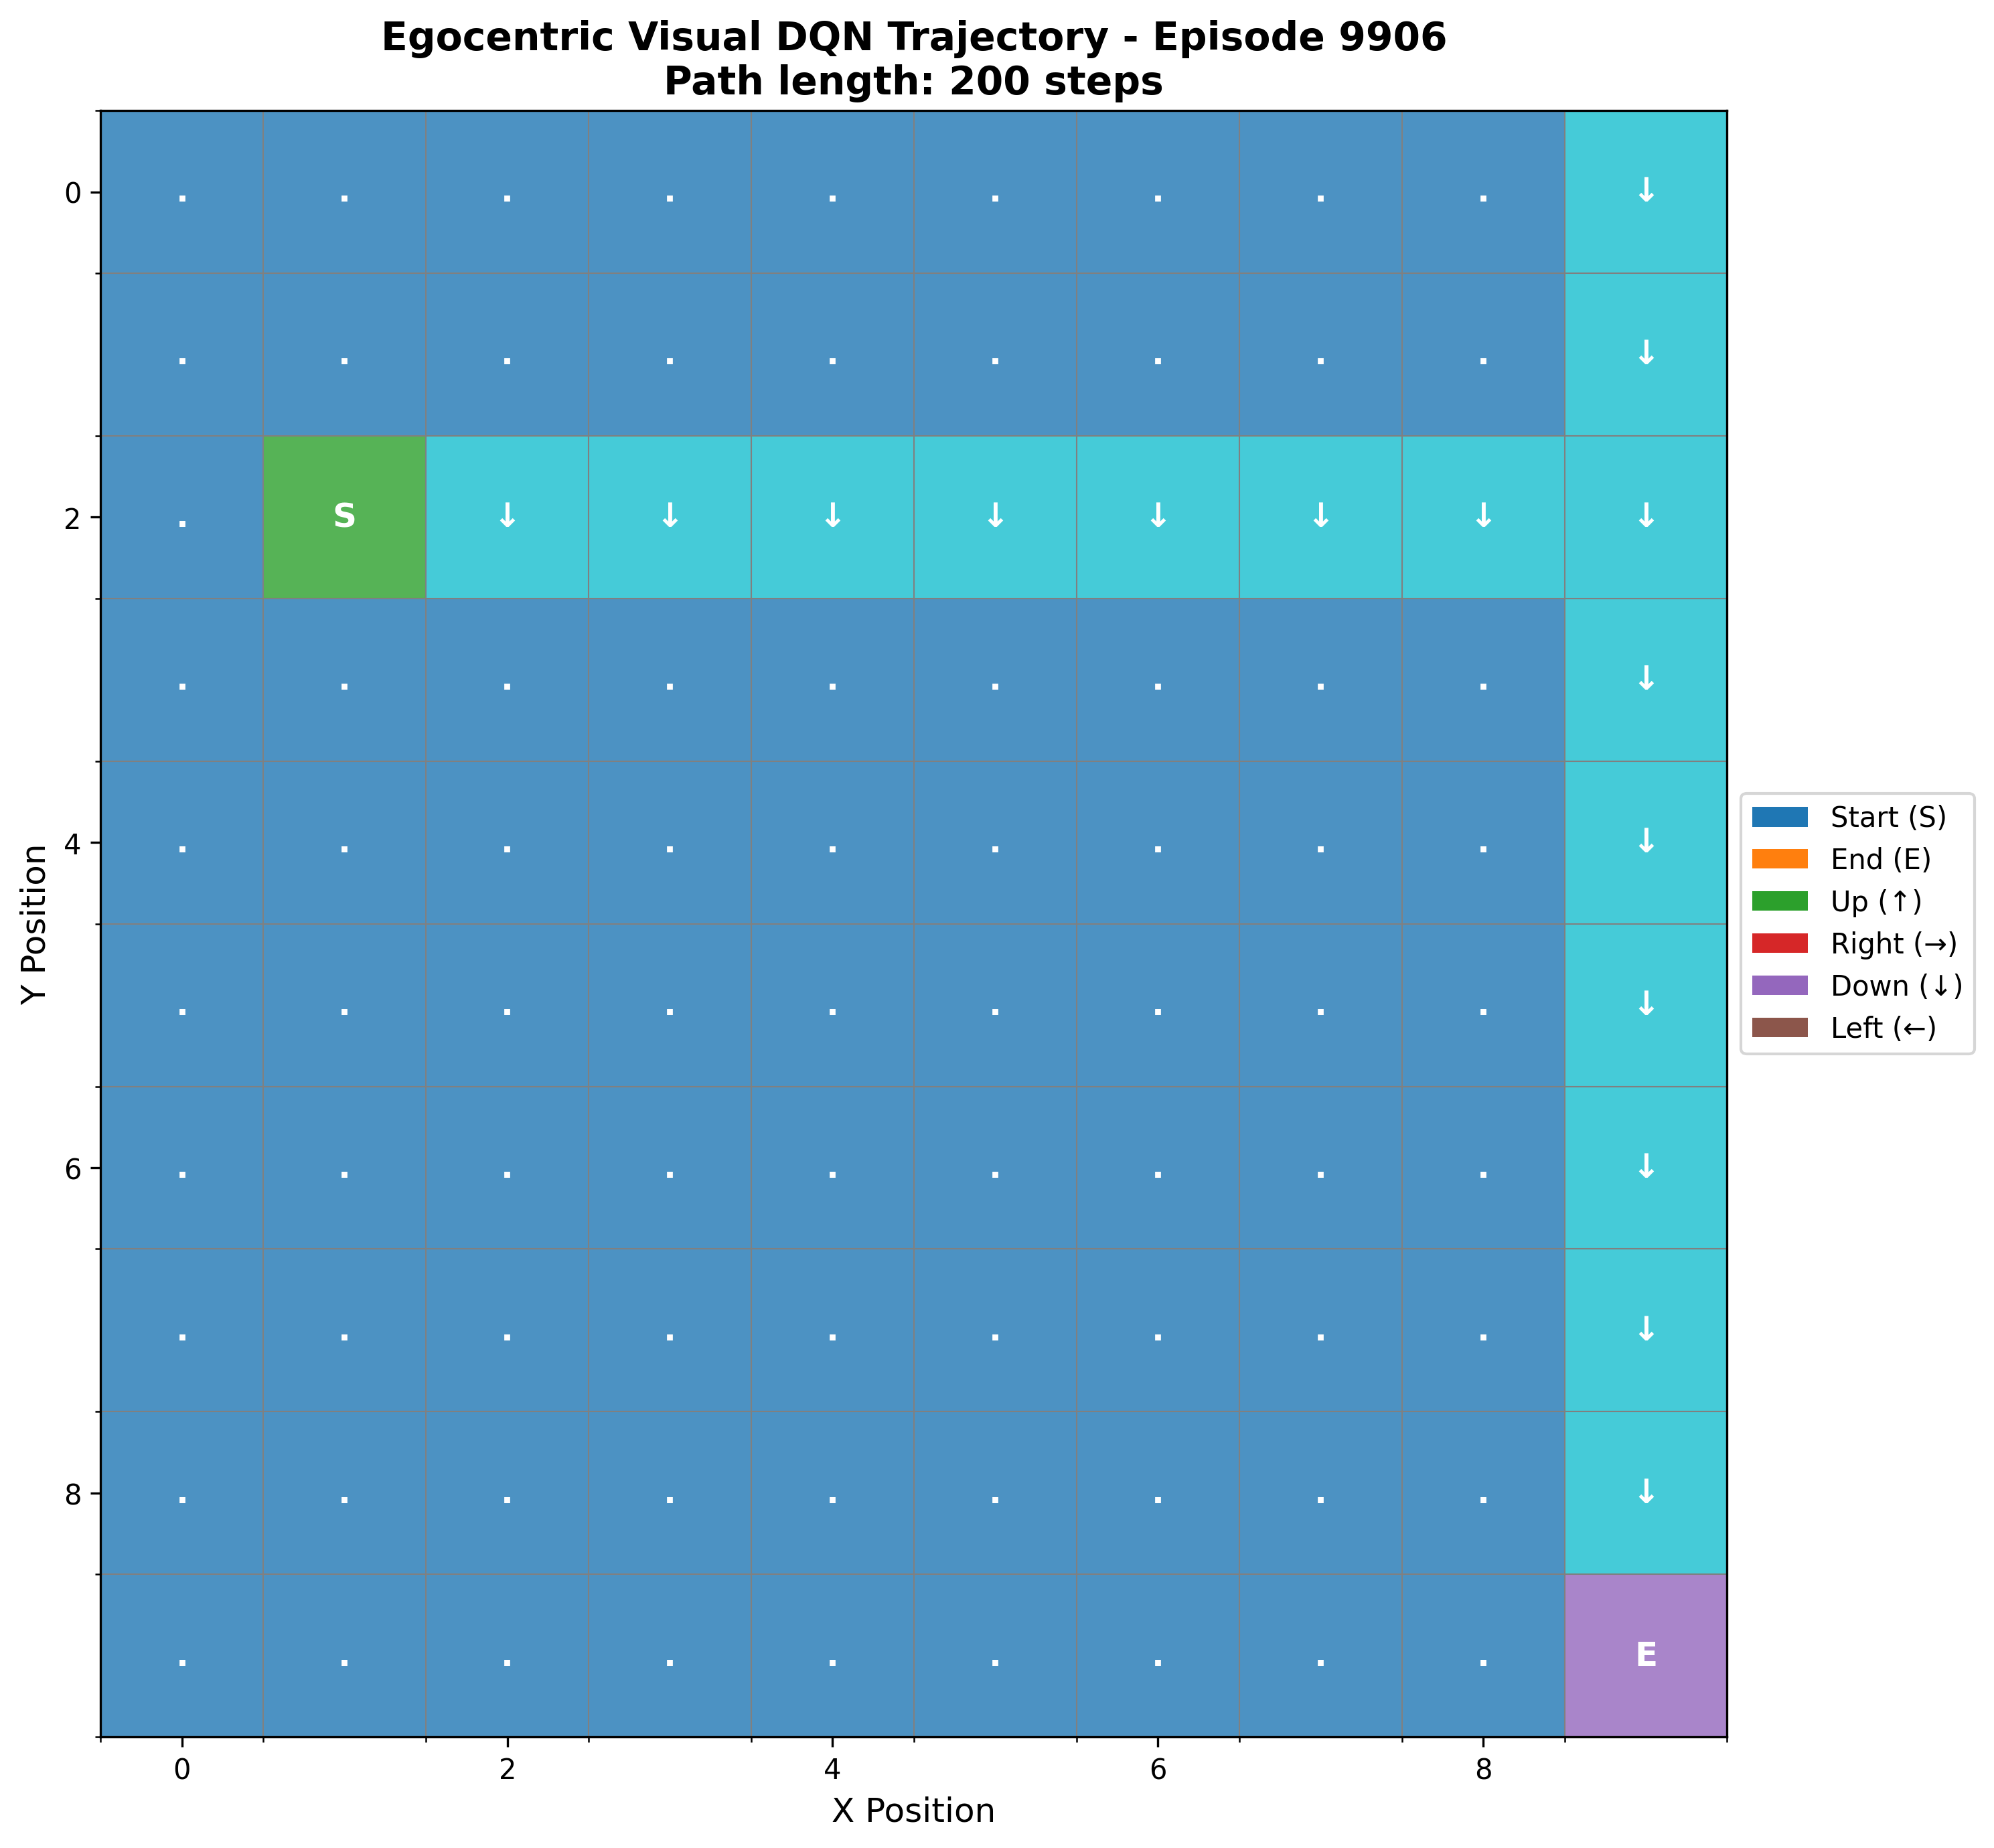 Egocentric Visual DQN Trajectory - Episode 9906
Path length: 200 steps
0 . . . . . . . . . ↓
. . . . . . . . . ↓
2 . S ↓ ↓ ↓ ↓ ↓ ↓ ↓ ↓
. . . . . . . . . ↓
4 . . . . . . . . . ↓
. . . . . . . . . ↓
6 . . . . . . . . . ↓
. . . . . . . . . ↓
8 . . . . . . . . . ↓
. . . . . . . . . E
0 2 4 6 8
X Position
Y Position
Start (S)
End (E)
Up (↑)
Right (→)
Down (↓)
Left (←)